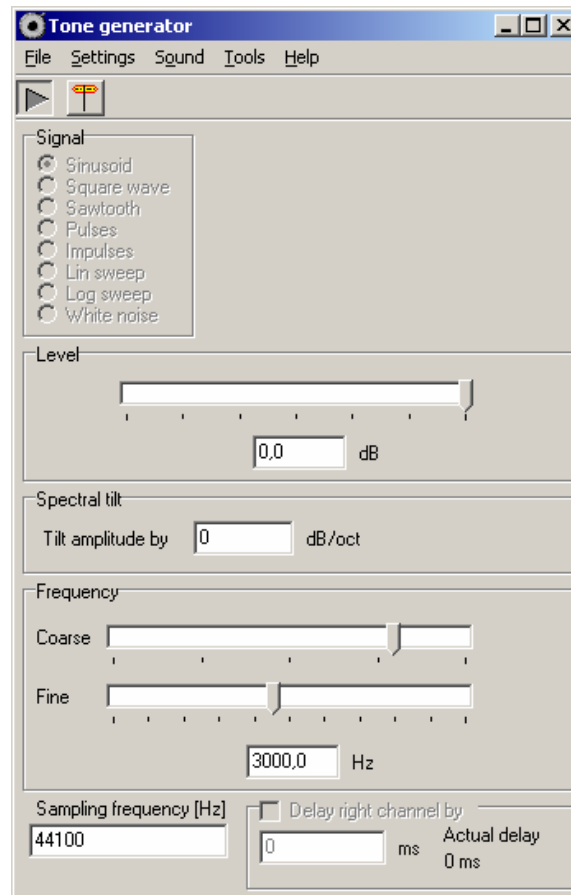 Tone generator
File Settings Sound Tools Help
Signal
Sinusoid
Square wave
Sawtooth
Pulses
Impulses
Lin sweep
Log sweep
White noise
Level
0,0 dB
Spectral tilt
Tilt amplitude by 0 dB/oct
Frequency
Coarse
Fine
3000,0 Hz
Sampling frequency [Hz]
44100
Delay right channel by
0 ms
Actual delay
0 ms